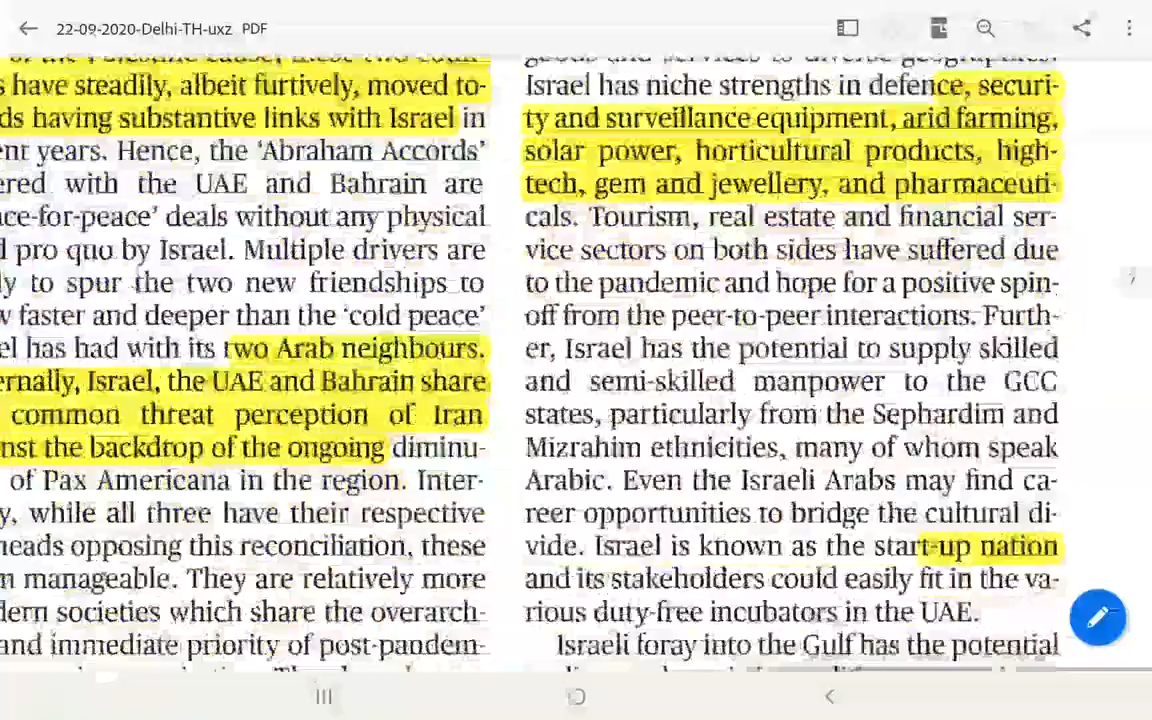 22-09-2020-Delhi-TH-uxz PDF
s have steadily, albeit furtively, moved to-
ds having substantive links with Israel in
ent years. Hence, the ‘Abraham Accords’
ered with the UAE and Bahrain are
ace-for-peace’ deals without any physical
d pro quo by Israel. Multiple drivers are
ly to spur the two new friendships to
w faster and deeper than the ‘cold peace’
el has had with its two Arab neighbours.
ernally, Israel, the UAE and Bahrain share
common threat perception of Iran
nst the backdrop of the ongoing diminu-
of Pax Americana in the region. Inter-
y, while all three have their respective
heads opposing this reconciliation, these
m manageable. They are relatively more
dern societies which share the overarch-
and immediate priority of post-pandem-
Israel has niche strengths in defence, securi-
ty and surveillance equipment, arid farming,
solar power, horticultural products, high-
tech, gem and jewellery, and pharmaceuti-
cals. Tourism, real estate and financial ser-
vice sectors on both sides have suffered due
to the pandemic and hope for a positive spin-
off from the peer-to-peer interactions. Furth-
er, Israel has the potential to supply skilled
and semi-skilled manpower to the GCC
states, particularly from the Sephardim and
Mizrahim ethnicities, many of whom speak
Arabic. Even the Israeli Arabs may find ca-
reer opportunities to bridge the cultural di-
vide. Israel is known as the start-up nation
and its stakeholders could easily fit in the va-
rious duty-free incubators in the UAE.
Israeli foray into the Gulf has the potential